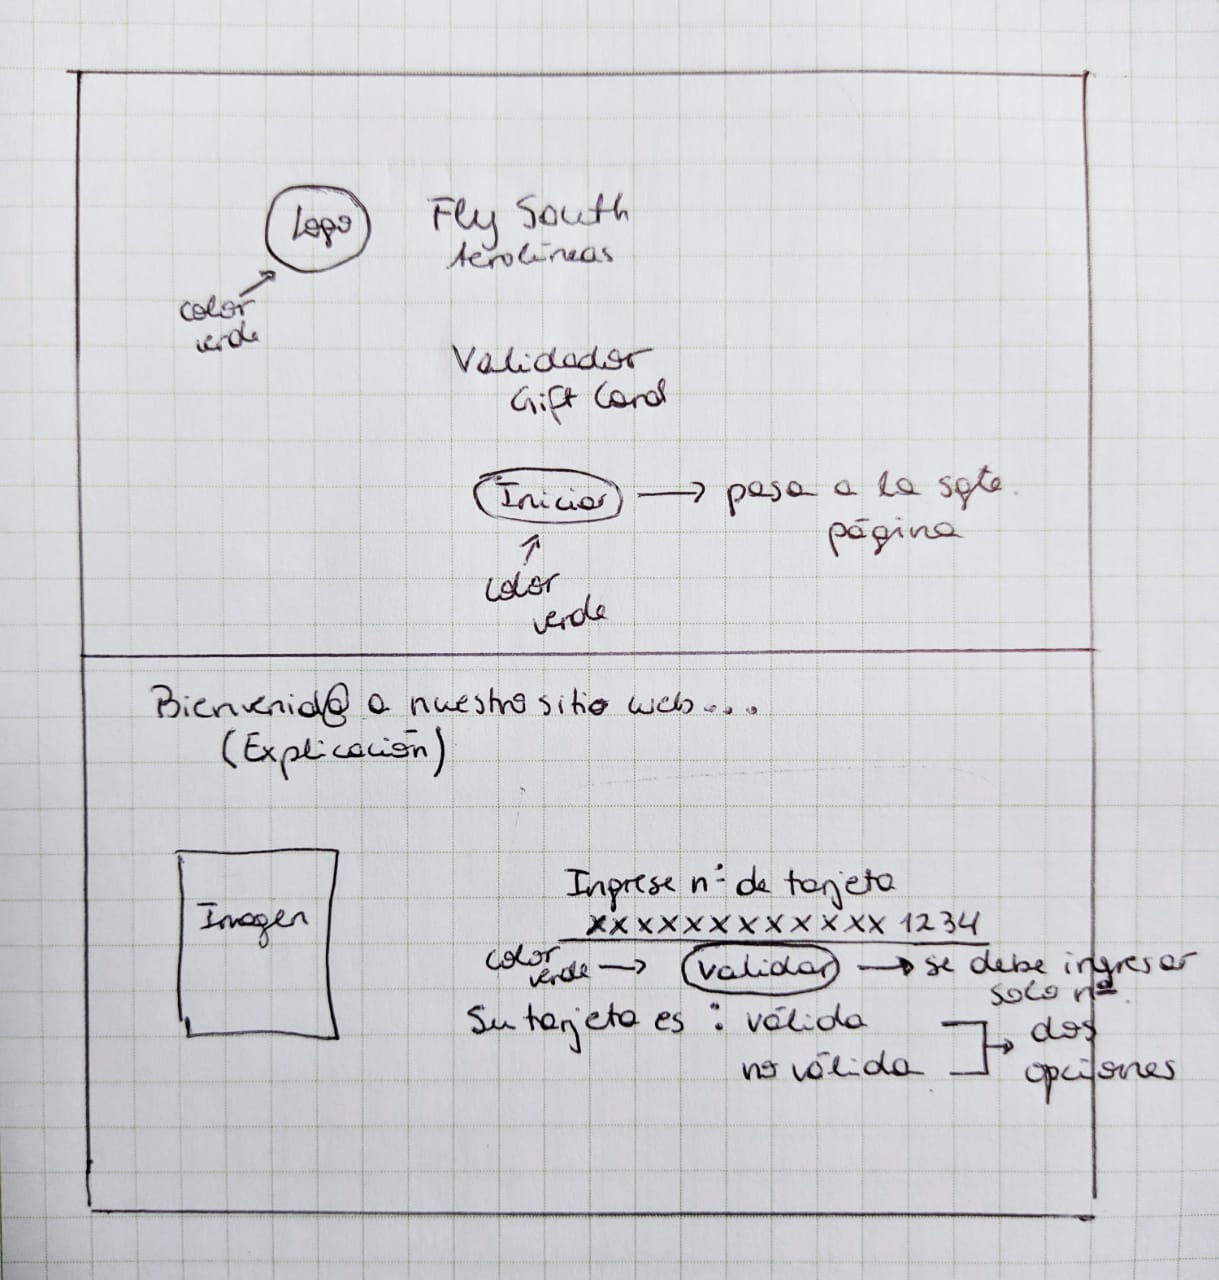 Logo
Fly South
Aerolíneas
color
verde
Validador
Gift Card
Iniciar → pasa a la sgte.
página
color
verde
Bienvenid@ a nuestro sitio web....
(Explicación)
Imagen
Ingrese n° de tarjeta
xxxxxxxxxxxx 1234
color
verde → Validar → se debe ingresar
solo nº.
Su tarjeta es : válida
no válida
dos
opciones